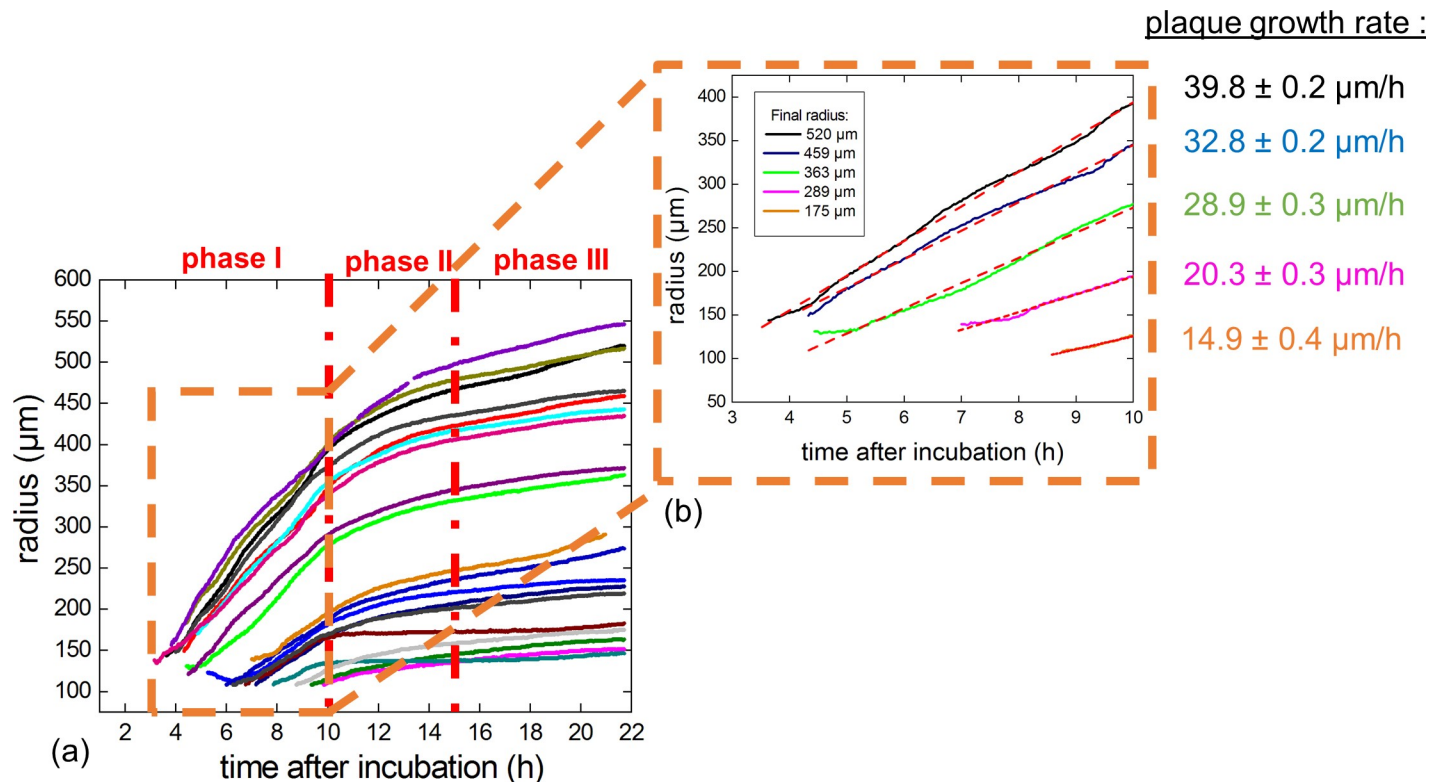 plaque growth rate :
39.8 ± 0.2 µm/h
32.8 ± 0.2 µm/h
28.9 ± 0.3 µm/h
20.3 ± 0.3 µm/h
14.9 ± 0.4 µm/h
400
350
300
250
200
150
100
50
radius (µm)
Final radius:
520 µm
459 µm
363 µm
289 µm
175 µm
3 4 5 6 7 8 9 10
time after incubation (h)
(b)
phase I phase II phase III
600
550
500
450
400
350
300
250
200
150
100
radius (µm)
2 4 6 8 10 12 14 16 18 20 22
time after incubation (h)
(a)